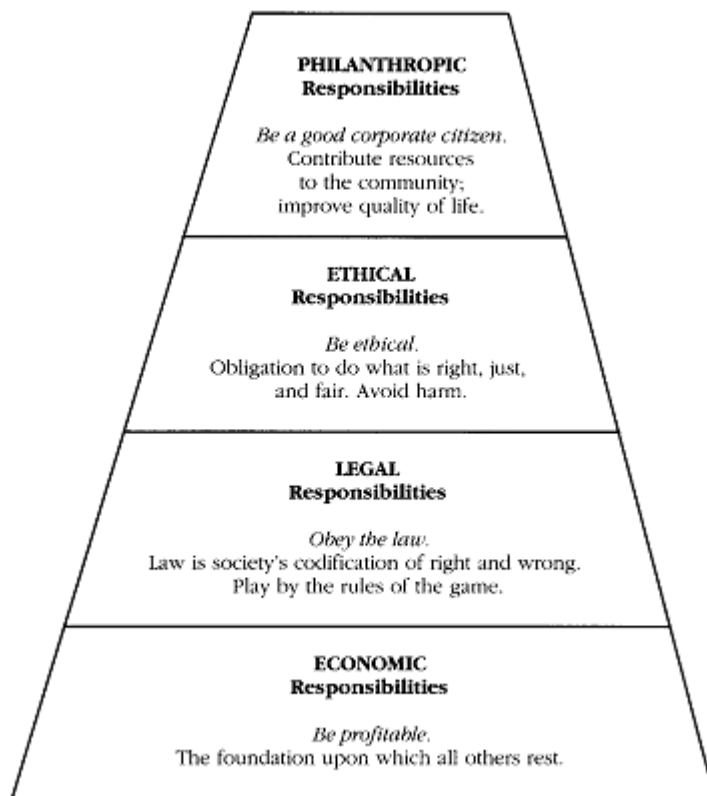 PHILANTHROPIC
Responsibilities
Be a good corporate citizen.
Contribute resources
to the community;
improve quality of life.
ETHICAL
Responsibilities
Be ethical.
Obligation to do what is right, just,
and fair. Avoid harm.
LEGAL
Responsibilities
Obey the law.
Law is society's codification of right and wrong.
Play by the rules of the game.
ECONOMIC
Responsibilities
Be profitable.
The foundation upon which all others rest.